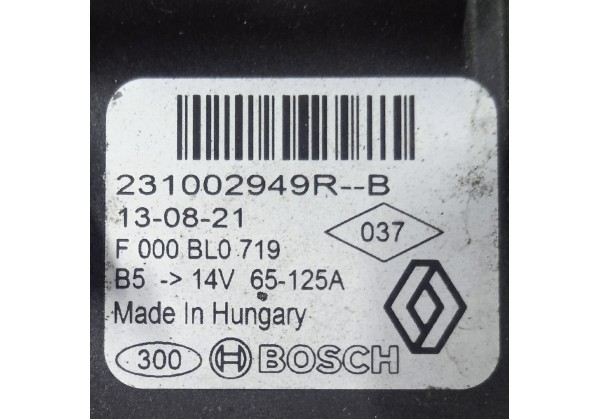 231002949R--B
13-08-21
037
F 000 BL0 719
B5 -> 14V 65-125A
Made In Hungary
300 BOSCH